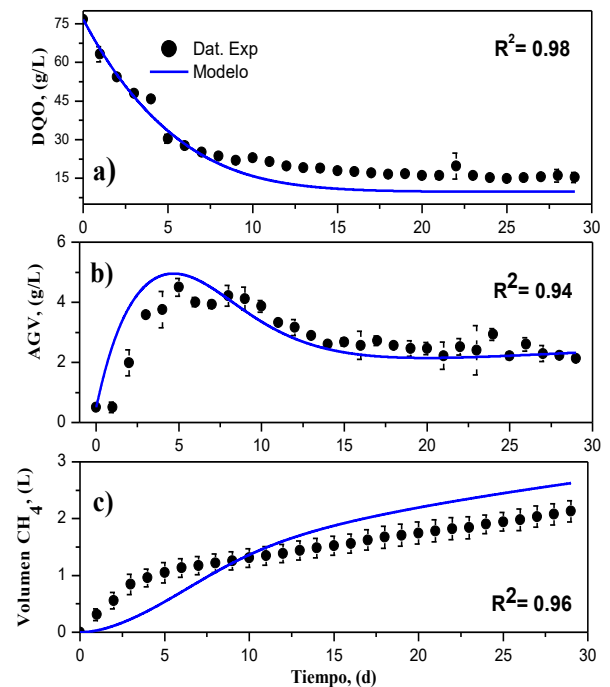 75
60
45
30
15
DQO, (g/L)
Dat. Exp
Modelo
R² = 0.98
a)
0 5 10 15 20 25 30
6
4
2
0
AGV, (g/L)
b)
R² = 0.94
0 5 10 15 20 25 30
3
2
1
0
Volumen CH₄, (L)
c)
R² = 0.96
0 5 10 15 20 25 30
Tiempo, (d)